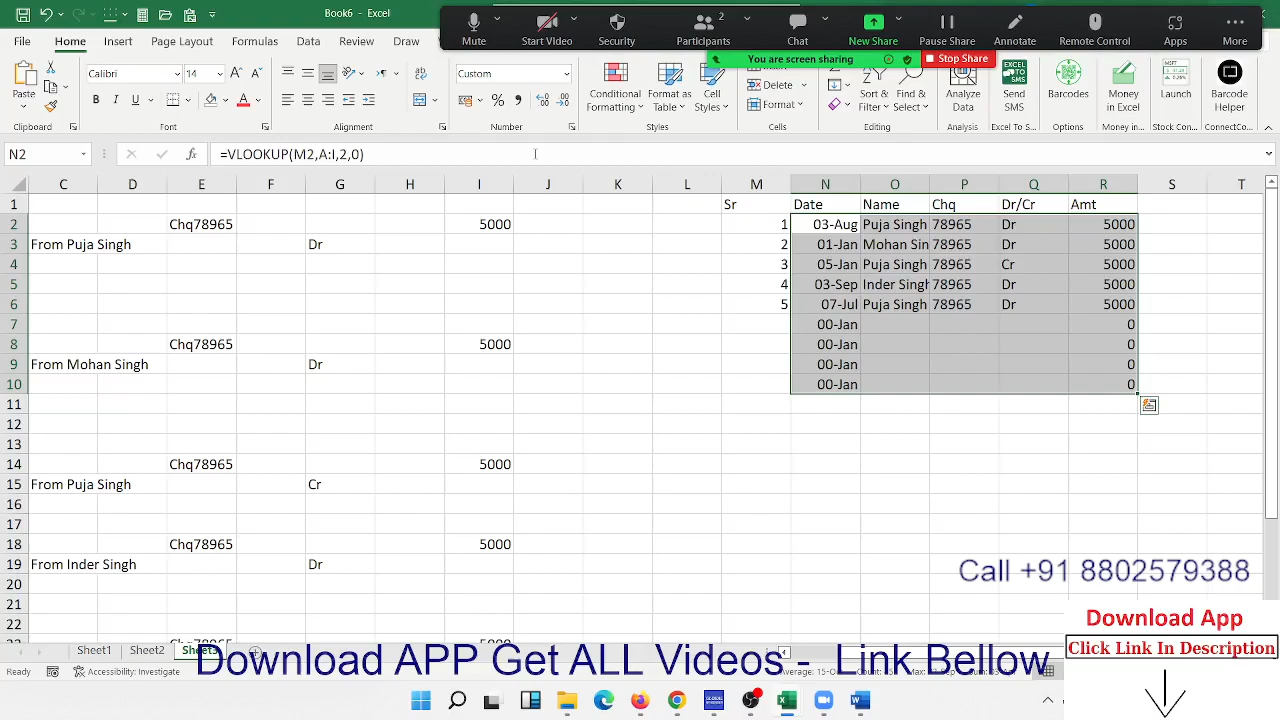 Book6 - Excel
Mute
Start Video
Security
Participants
2
Chat
New Share
Pause Share
Annotate
Remote Control
Apps
More
You are screen sharing
Stop Share
File
Home
Insert
Page Layout
Formulas
Data
Review
Draw
Paste
Calibri
14
Custom
Conditional Formatting
Format as Table
Cell Styles
Delete
Format
Sort & Filter
Find & Select
Analyze Data
Send SMS
Barcodes
Money in Excel
Launch
Barcode Helper
Clipboard
Font
Alignment
Number
Styles
Editing
Analysis
Excel To S...
Money in...
Stock Con...
ConnectCo...
N2
=VLOOKUP(M2,A:I,2,0)
C D E F G H I J K L M N O P Q R S T
1 Sr Date Name Chq Dr/Cr Amt
2 Chq78965 5000 1 03-Aug Puja Singh 78965 Dr 5000
3 From Puja Singh Dr 2 01-Jan Mohan Sin 78965 Dr 5000
4 3 05-Jan Puja Singh 78965 Cr 5000
5 4 03-Sep Inder Singh 78965 Dr 5000
6 5 07-Jul Puja Singh 78965 Dr 5000
7 00-Jan 0
8 Chq78965 5000 00-Jan 0
9 From Mohan Singh Dr 00-Jan 0
10 00-Jan 0
11
12
13
14 Chq78965 5000
15 From Puja Singh Cr
16
17
18 Chq78965 5000
19 From Inder Singh Dr
20
21
22
Call +91 8802579388
Download App
Click Link In Description
Sheet1 Sheet2 Sheet3
Download APP Get ALL Videos - Link Bellow
Ready
Accessibility: Investigate